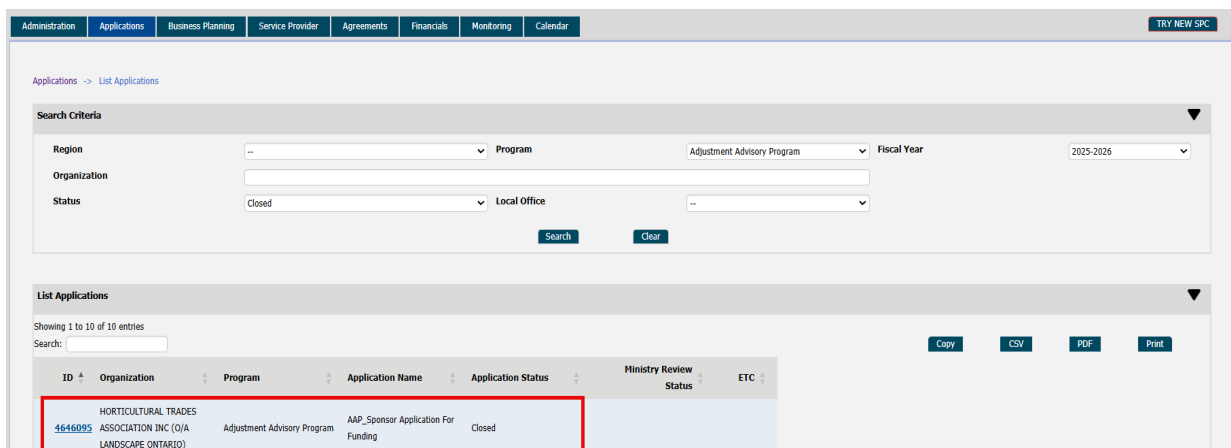 Administration Applications Business Planning Service Provider Agreements Financials Monitoring Calendar TRY NEW SPC
Applications -> List Applications
Search Criteria
Region -- Program Adjustment Advisory Program Fiscal Year 2025-2026
Organization
Status Closed Local Office --
Search Clear
List Applications
Showing 1 to 10 of 10 entries
Search: Copy CSV PDF Print
ID Organization Program Application Name Application Status Ministry Review Status ETC
HORTICULTURAL TRADES
4646095 ASSOCIATION INC (O/A Adjustment Advisory Program AAP_Sponsor Application For Funding Closed
LANDSCAPE ONTARIO)